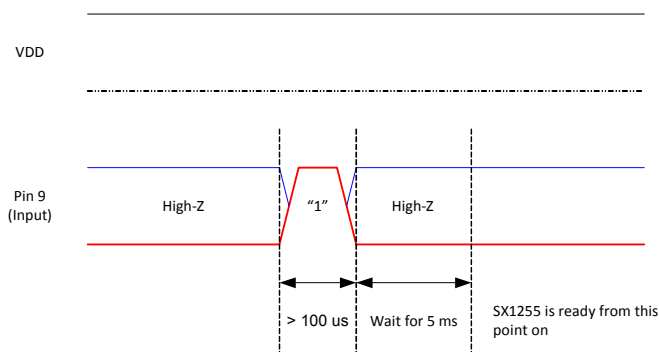 VDD
Pin 9
(Input)
High-Z
“1”
High-Z
> 100 us
Wait for 5 ms
SX1255 is ready from this
point on